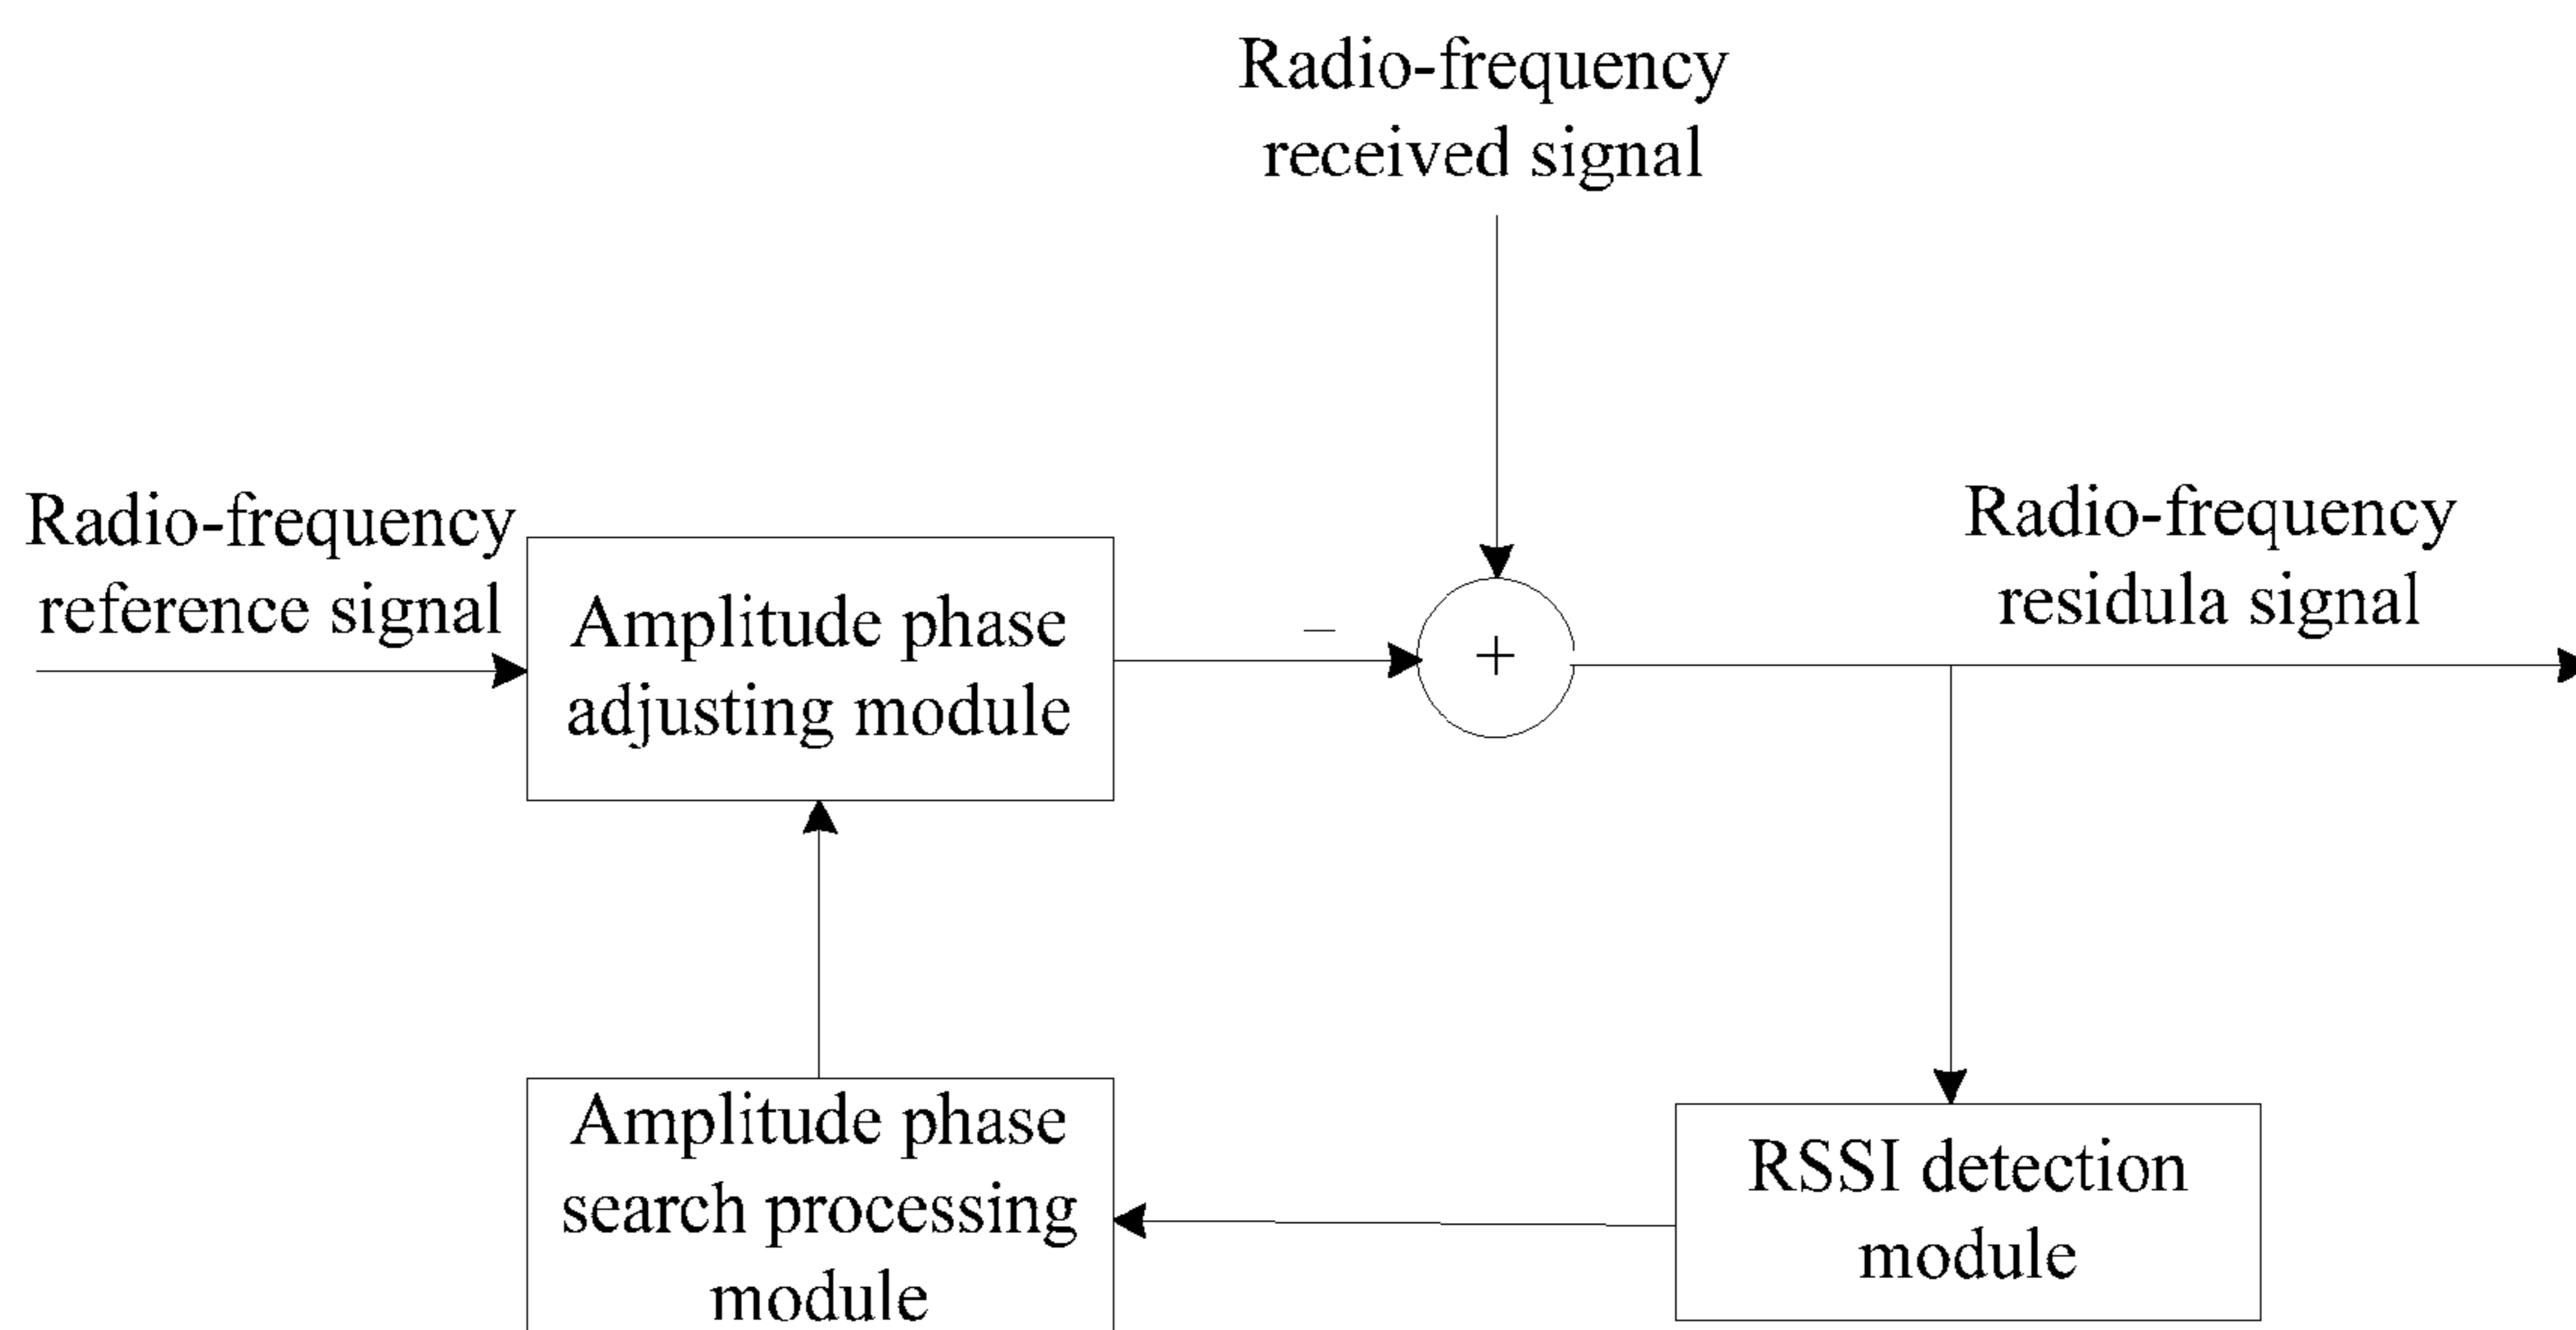 Radio-frequency
received signal
Radio-frequency
reference signal
Amplitude phase
adjusting module
−
+
Radio-frequency
residula signal
Amplitude phase
search processing
module
RSSI detection
module